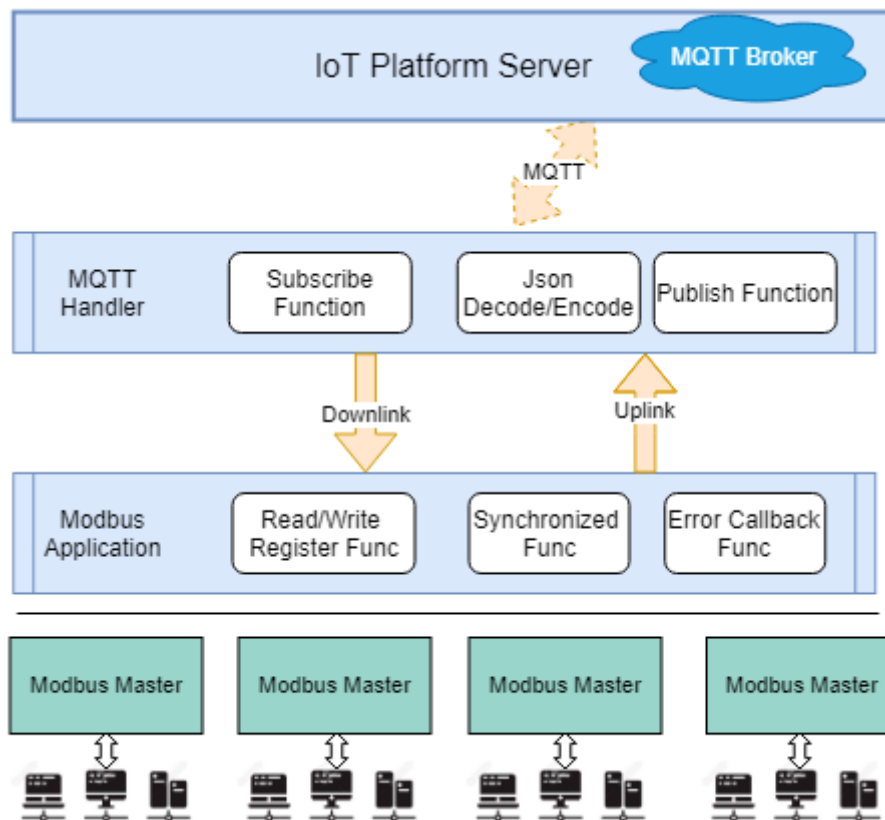 IoT Platform Server
MQTT Broker
MQTT
MQTT
Handler
Subscribe
Function
Json
Decode/Encode
Publish Function
Downlink
Uplink
Modbus
Application
Read/Write
Register Func
Synchronized
Func
Error Callback
Func
Modbus Master
Modbus Master
Modbus Master
Modbus Master